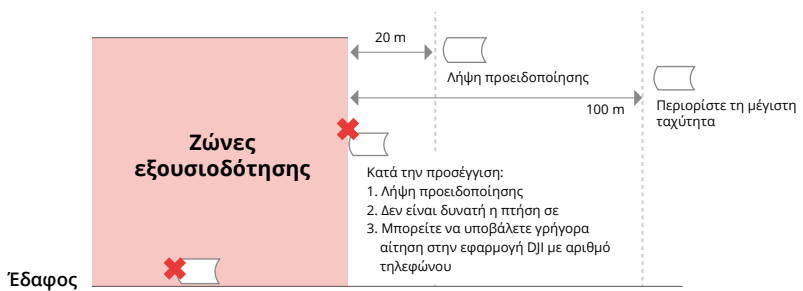 20 m
Λήψη προειδοποίησης
100 m
Περιορίστε τη μέγιστη
ταχύτητα
Ζώνες
εξουσιοδότησης
Κατά την προσέγγιση:
1. Λήψη προειδοποίησης
2. Δεν είναι δυνατή η πτήση σε
3. Μπορείτε να υποβάλετε γρήγορα
αίτηση στην εφαρμογή DJI με αριθμό
τηλεφώνου
Έδαφος